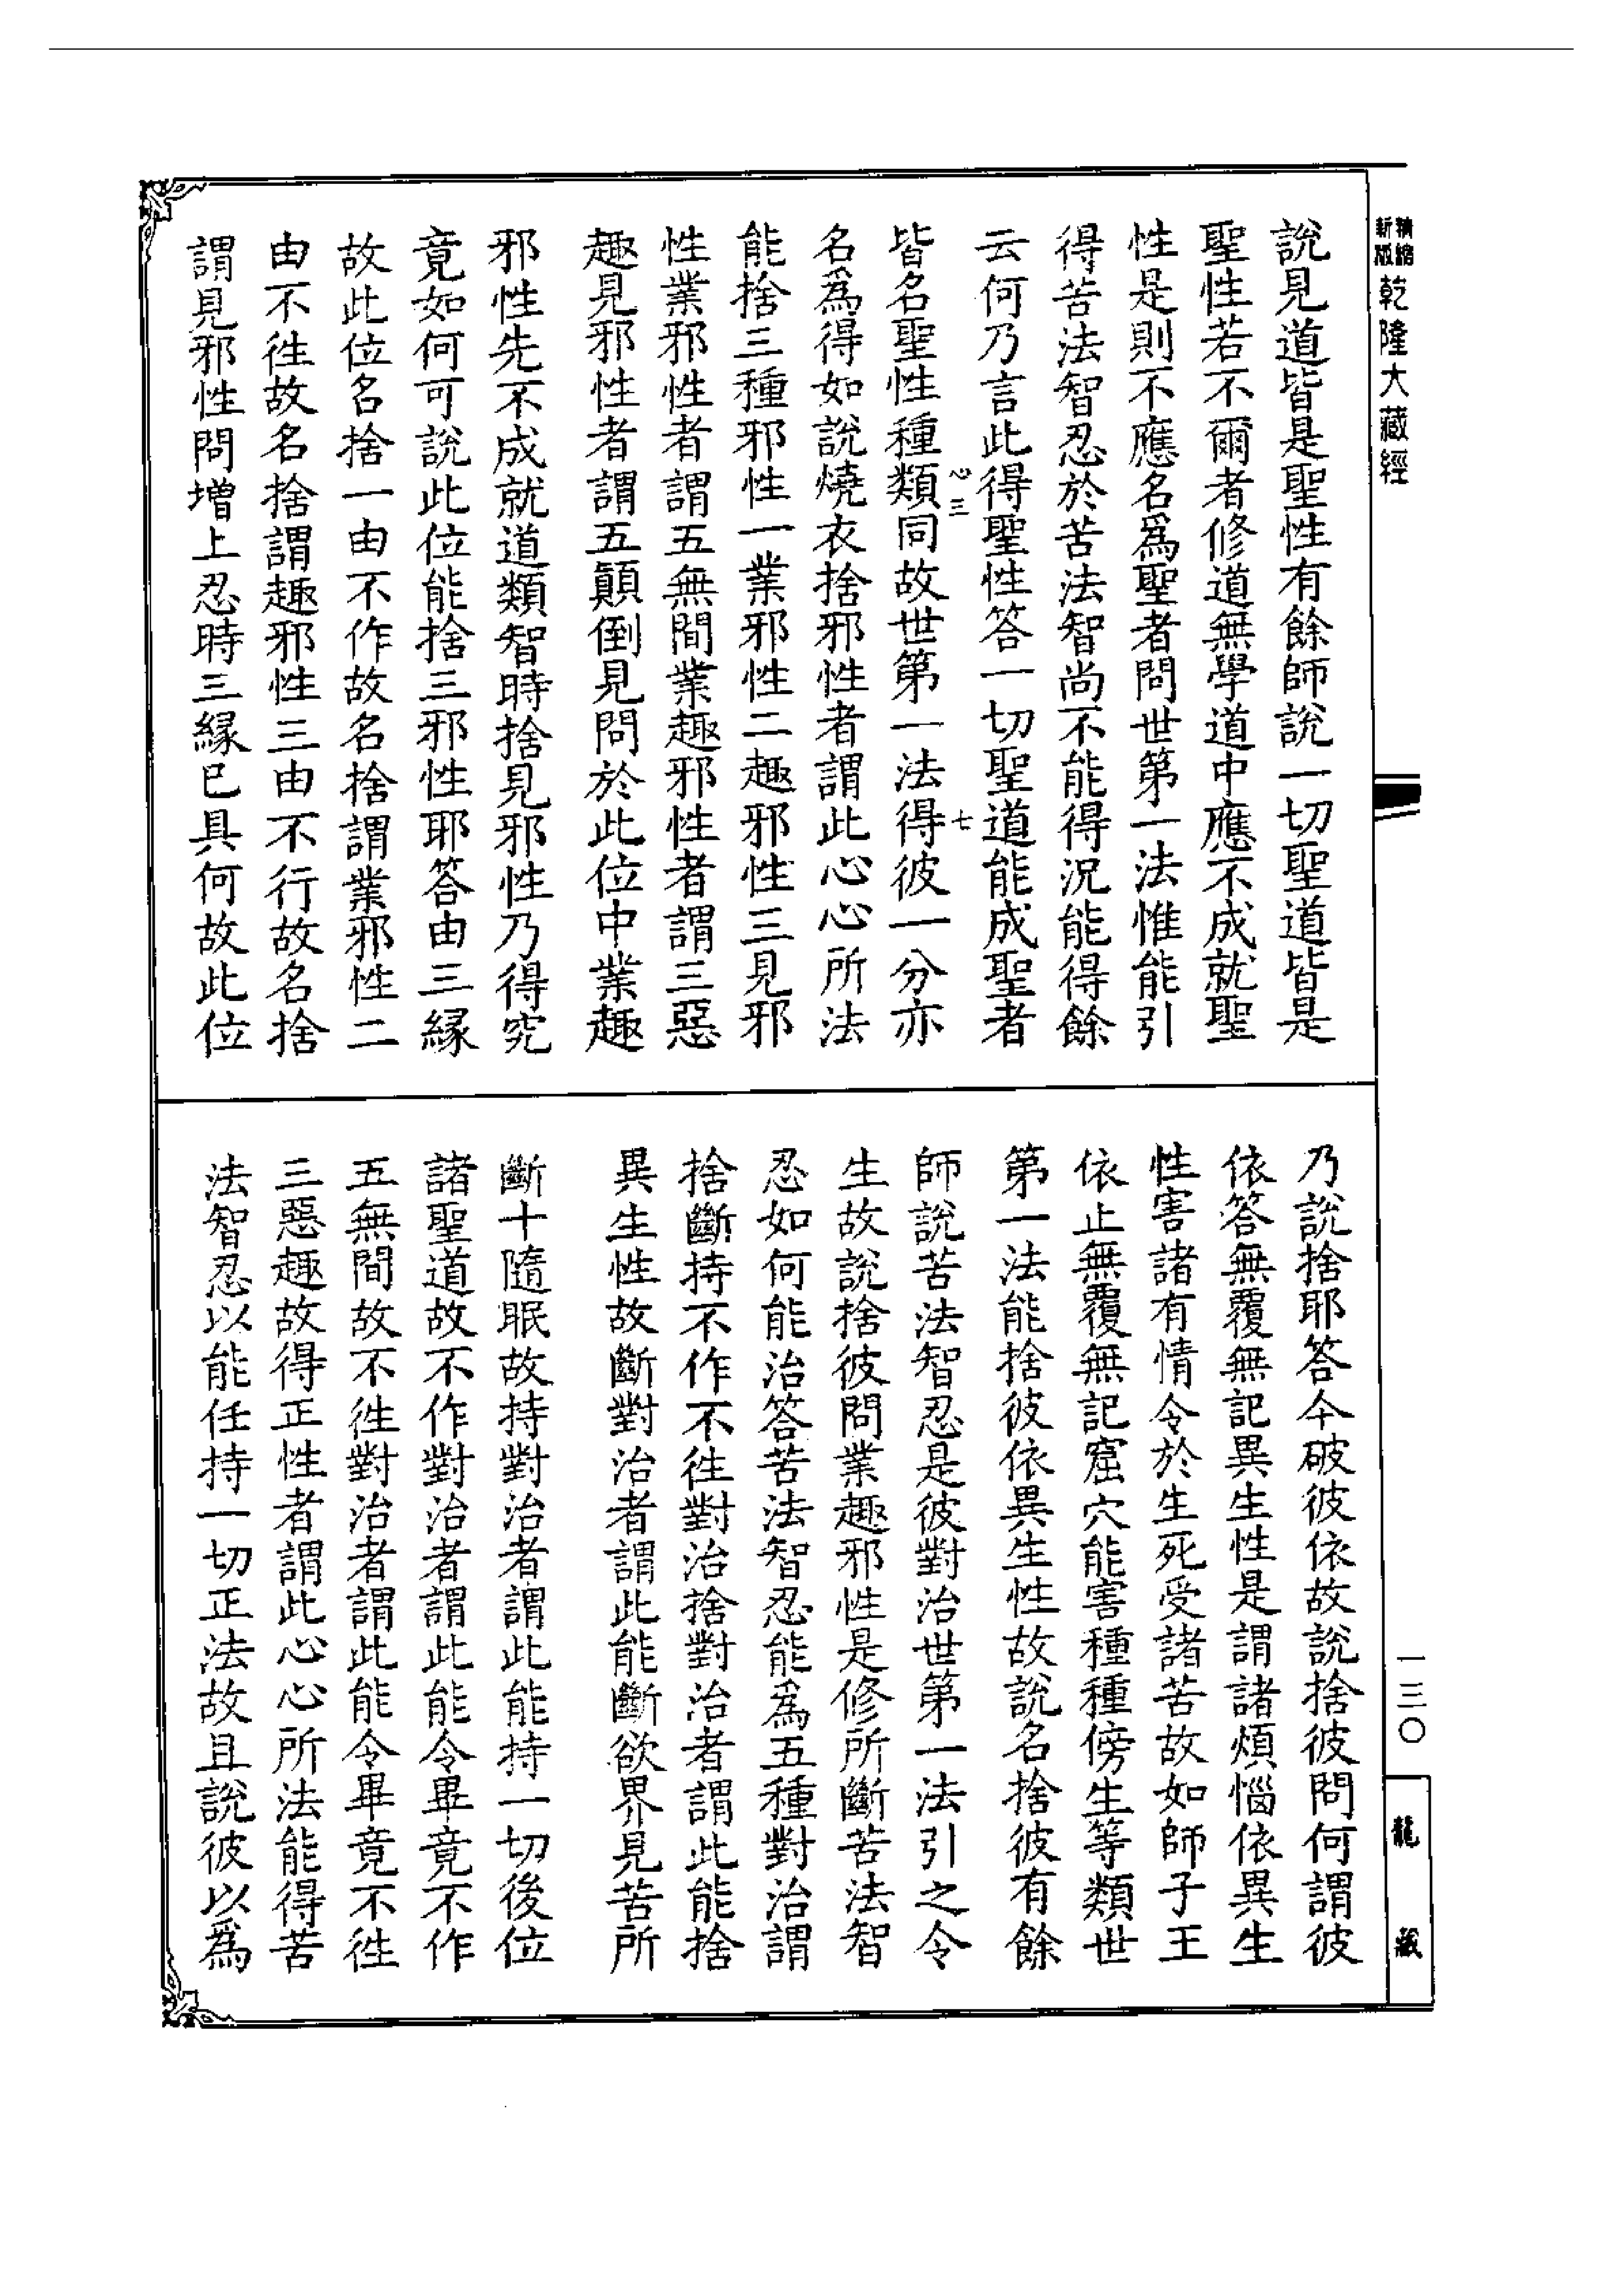 精縮新版乾隆大藏經
說見道皆是聖性有餘師說一切聖道皆是
聖性若不爾者修道無學道中應不成就聖
性是則不應名爲聖者問世第一法惟能引
得苦法智忍於苦法智尚不能得況能得餘
云何乃言此得聖性答一切聖道能成聖者
心三
七
皆名聖性種類同故世第一法得彼一分亦
名爲得如說燒衣捨邪性者謂此心心所法
能捨三種邪性一業邪性二趣邪性三見邪
性業邪性者謂五無間業趣邪性者謂三惡
趣見邪性者謂五顛倒見問於此位中業趣
邪性先不成就道類智時捨見邪性乃得究
竟如何可說此位能捨三邪性耶答由三緣
故此位名捨一由不作故名捨謂業邪性二
由不徃故名捨謂趣邪性三由不行故名捨
謂見邪性問增上忍時三緣已具何故此位
乃說捨耶答今破彼依故說捨彼問何謂彼
依答無覆無記異生性是謂諸煩惱依異生
性害諸有情令於生死受諸苦故如師子王
依止無覆無記窟穴能害種種傍生等類世
第一法能捨彼依異生性故說名捨彼有餘
師說苦法智忍是彼對治世第一法引之令
生故說捨彼問業趣邪性是修所斷苦法智
忍如何能治答苦法智忍能爲五種對治謂
捨斷持不作不徃對治捨對治者謂此能捨
異生性故斷對治者謂此能斷欲界見苦所
斷十隨眠故持對治者謂此能持一切後位
諸聖道故不作對治者謂此能令畢竟不作
五無間故不徃對治者謂此能令畢竟不徃
三惡趣故得正性者謂此心心所法能得苦
法智忍以能任持一切正法故且說彼以爲
一三〇
龍藏